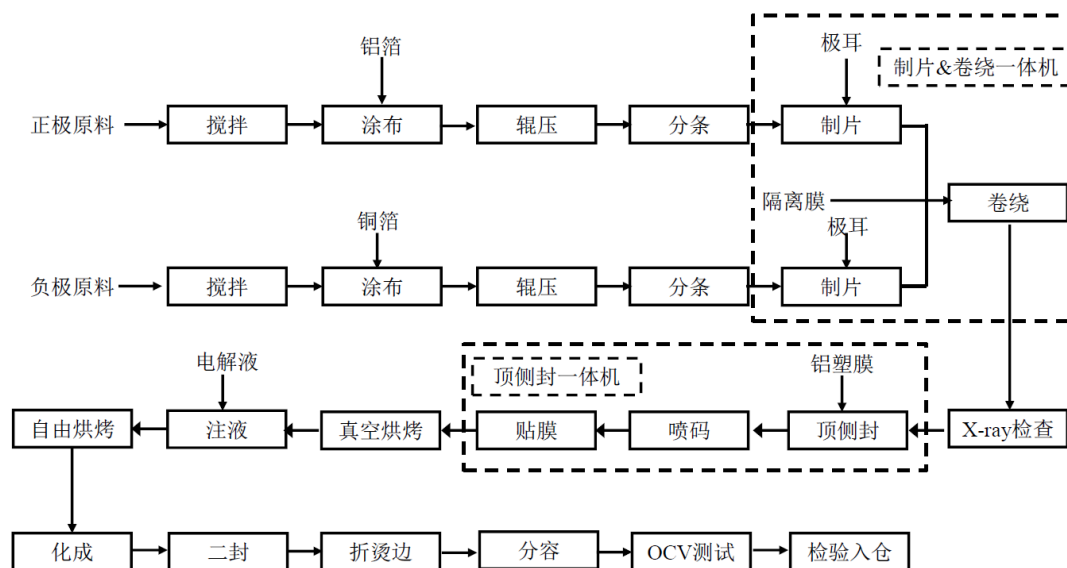 铝箔
极耳
制片&卷绕一体机
正极原料
搅拌
涂布
辊压
分条
制片
隔离膜
卷绕
铜箔
极耳
负极原料
搅拌
涂布
辊压
分条
制片
电解液
顶侧封一体机
铝塑膜
自由烘烤
注液
真空烘烤
贴膜
喷码
顶侧封
X-ray检查
化成
二封
折烫边
分容
OCV测试
检验入仓